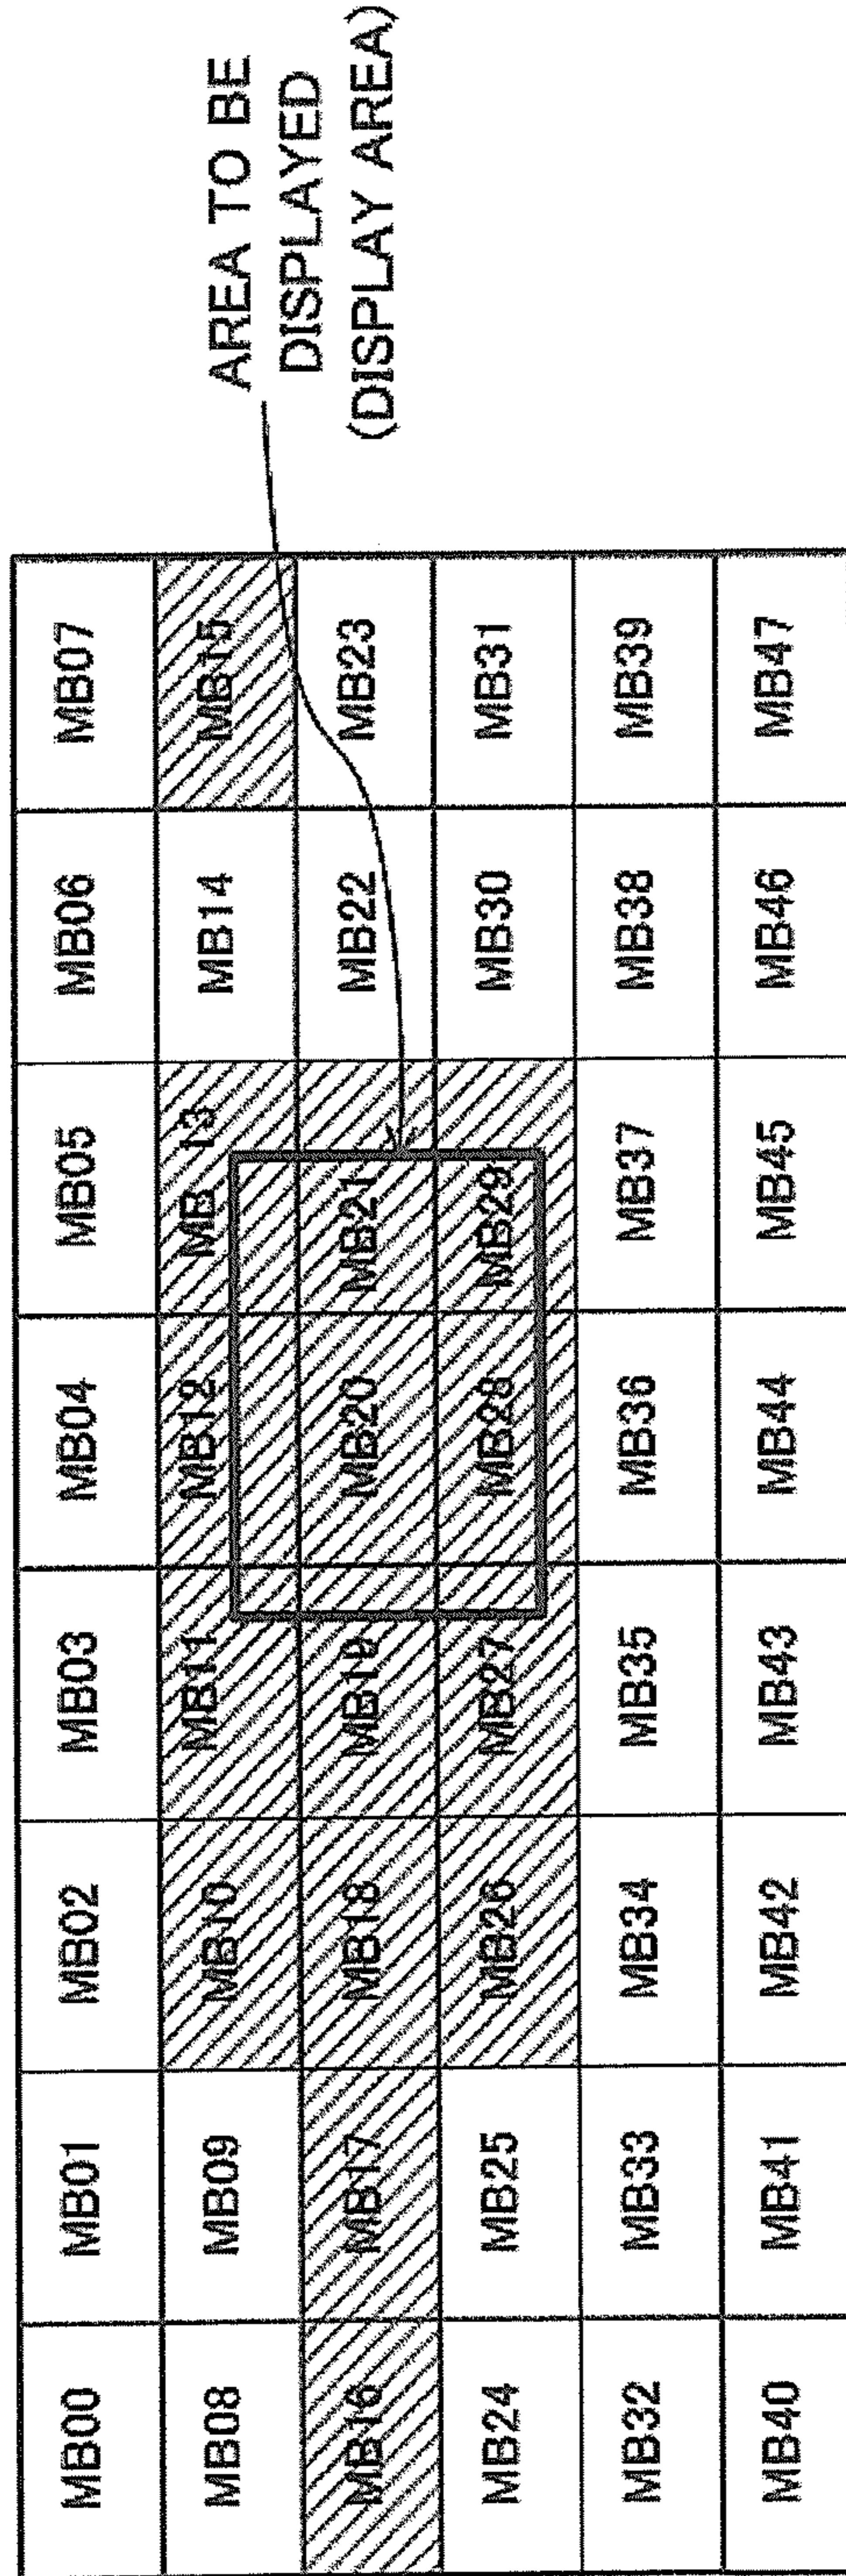 AREA TO BE
DISPLAYED
(DISPLAY AREA)
MB00 MB01 MB02 MB03 MB04 MB05 MB06 MB07
MB08 MB09 MB10 MB11 MB12 MB 13 MB14 MB15
MB16 MB17 MB18 MB19 MB20 MB21 MB22 MB23
MB24 MB25 MB26 MB27 MB28 MB29 MB30 MB31
MB32 MB33 MB34 MB35 MB36 MB37 MB38 MB39
MB40 MB41 MB42 MB43 MB44 MB45 MB46 MB47